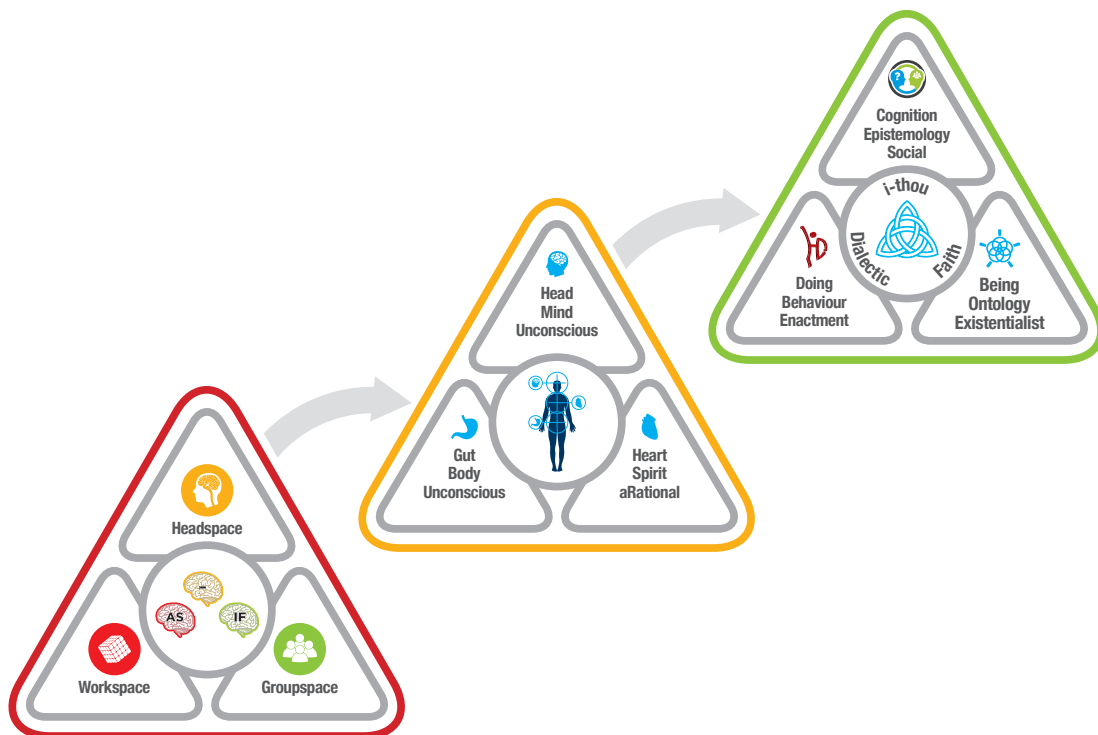 Headspace
AS
-
IF
Workspace
Groupspace
Head
Mind
Unconscious
Gut
Body
Unconscious
Heart
Spirit
aRational
?
Cognition
Epistemology
Social
i-thou
Dialectic
Faith
Doing
Behaviour
Enactment
Being
Ontology
Existentialist